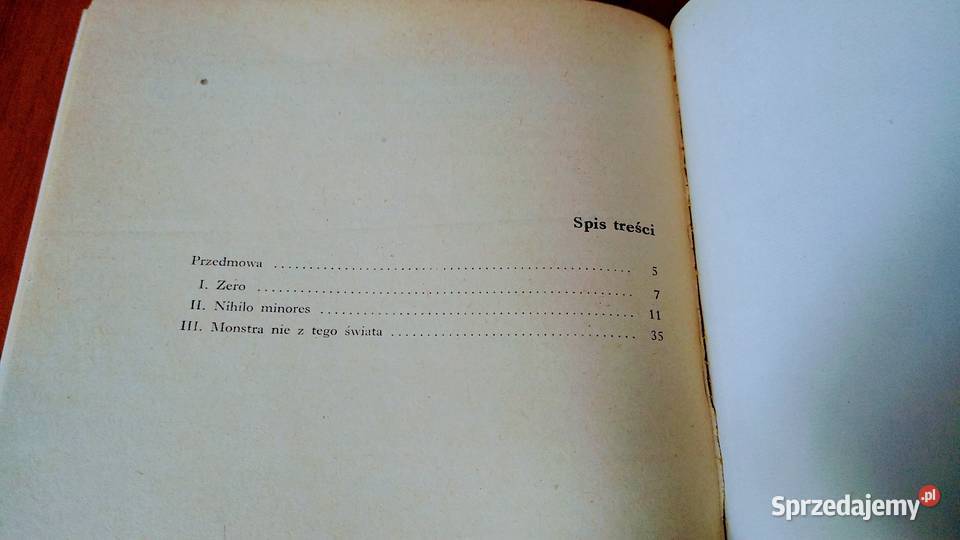 Spis treści
Przedmowa ........................................................ 5
I. Zero ........................................................ 7
II. Nihilo minores ................................................ 11
III. Monstra nie z tego świata ................................... 35
Sprzedajemy.pl